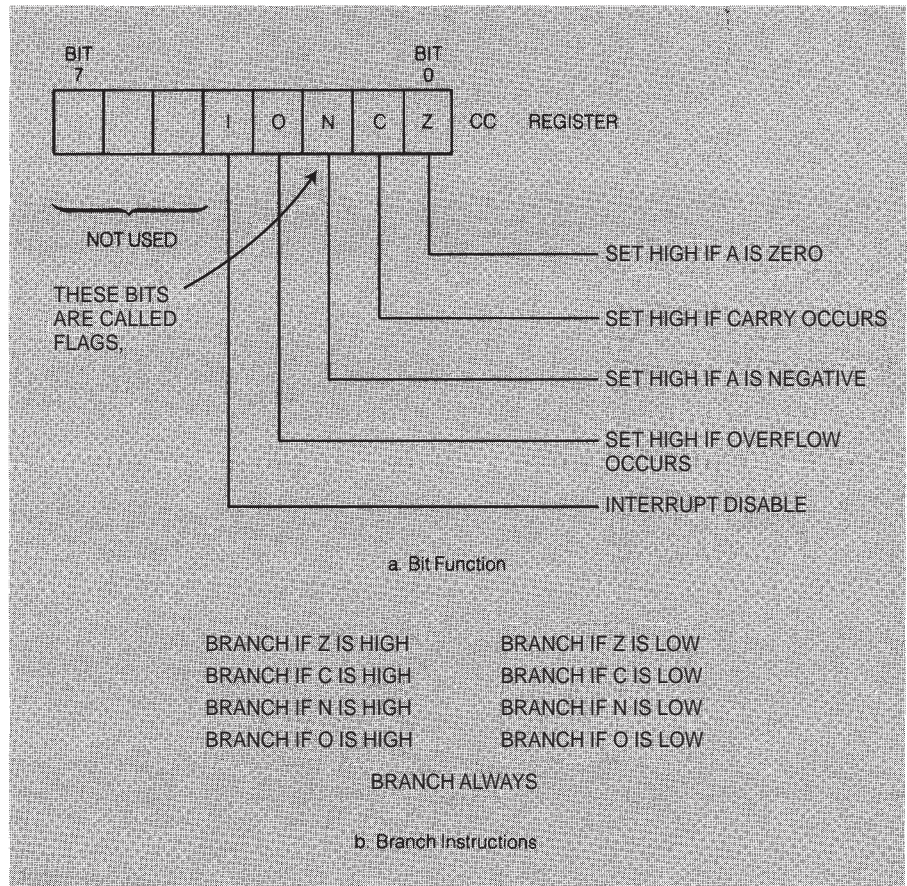 BIT
7
BIT
0
I O N C Z CC REGISTER
NOT USED
THESE BITS
ARE CALLED
FLAGS,
SET HIGH IF A IS ZERO
SET HIGH IF CARRY OCCURS
SET HIGH IF A IS NEGATIVE
SET HIGH IF OVERFLOW
OCCURS
INTERRUPT DISABLE
a. Bit Function
BRANCH IF Z IS HIGH BRANCH IF Z IS LOW
BRANCH IF C IS HIGH BRANCH IF C IS LOW
BRANCH IF N IS HIGH BRANCH IF N IS LOW
BRANCH IF O IS HIGH BRANCH IF O IS LOW
BRANCH ALWAYS
b. Branch Instructions